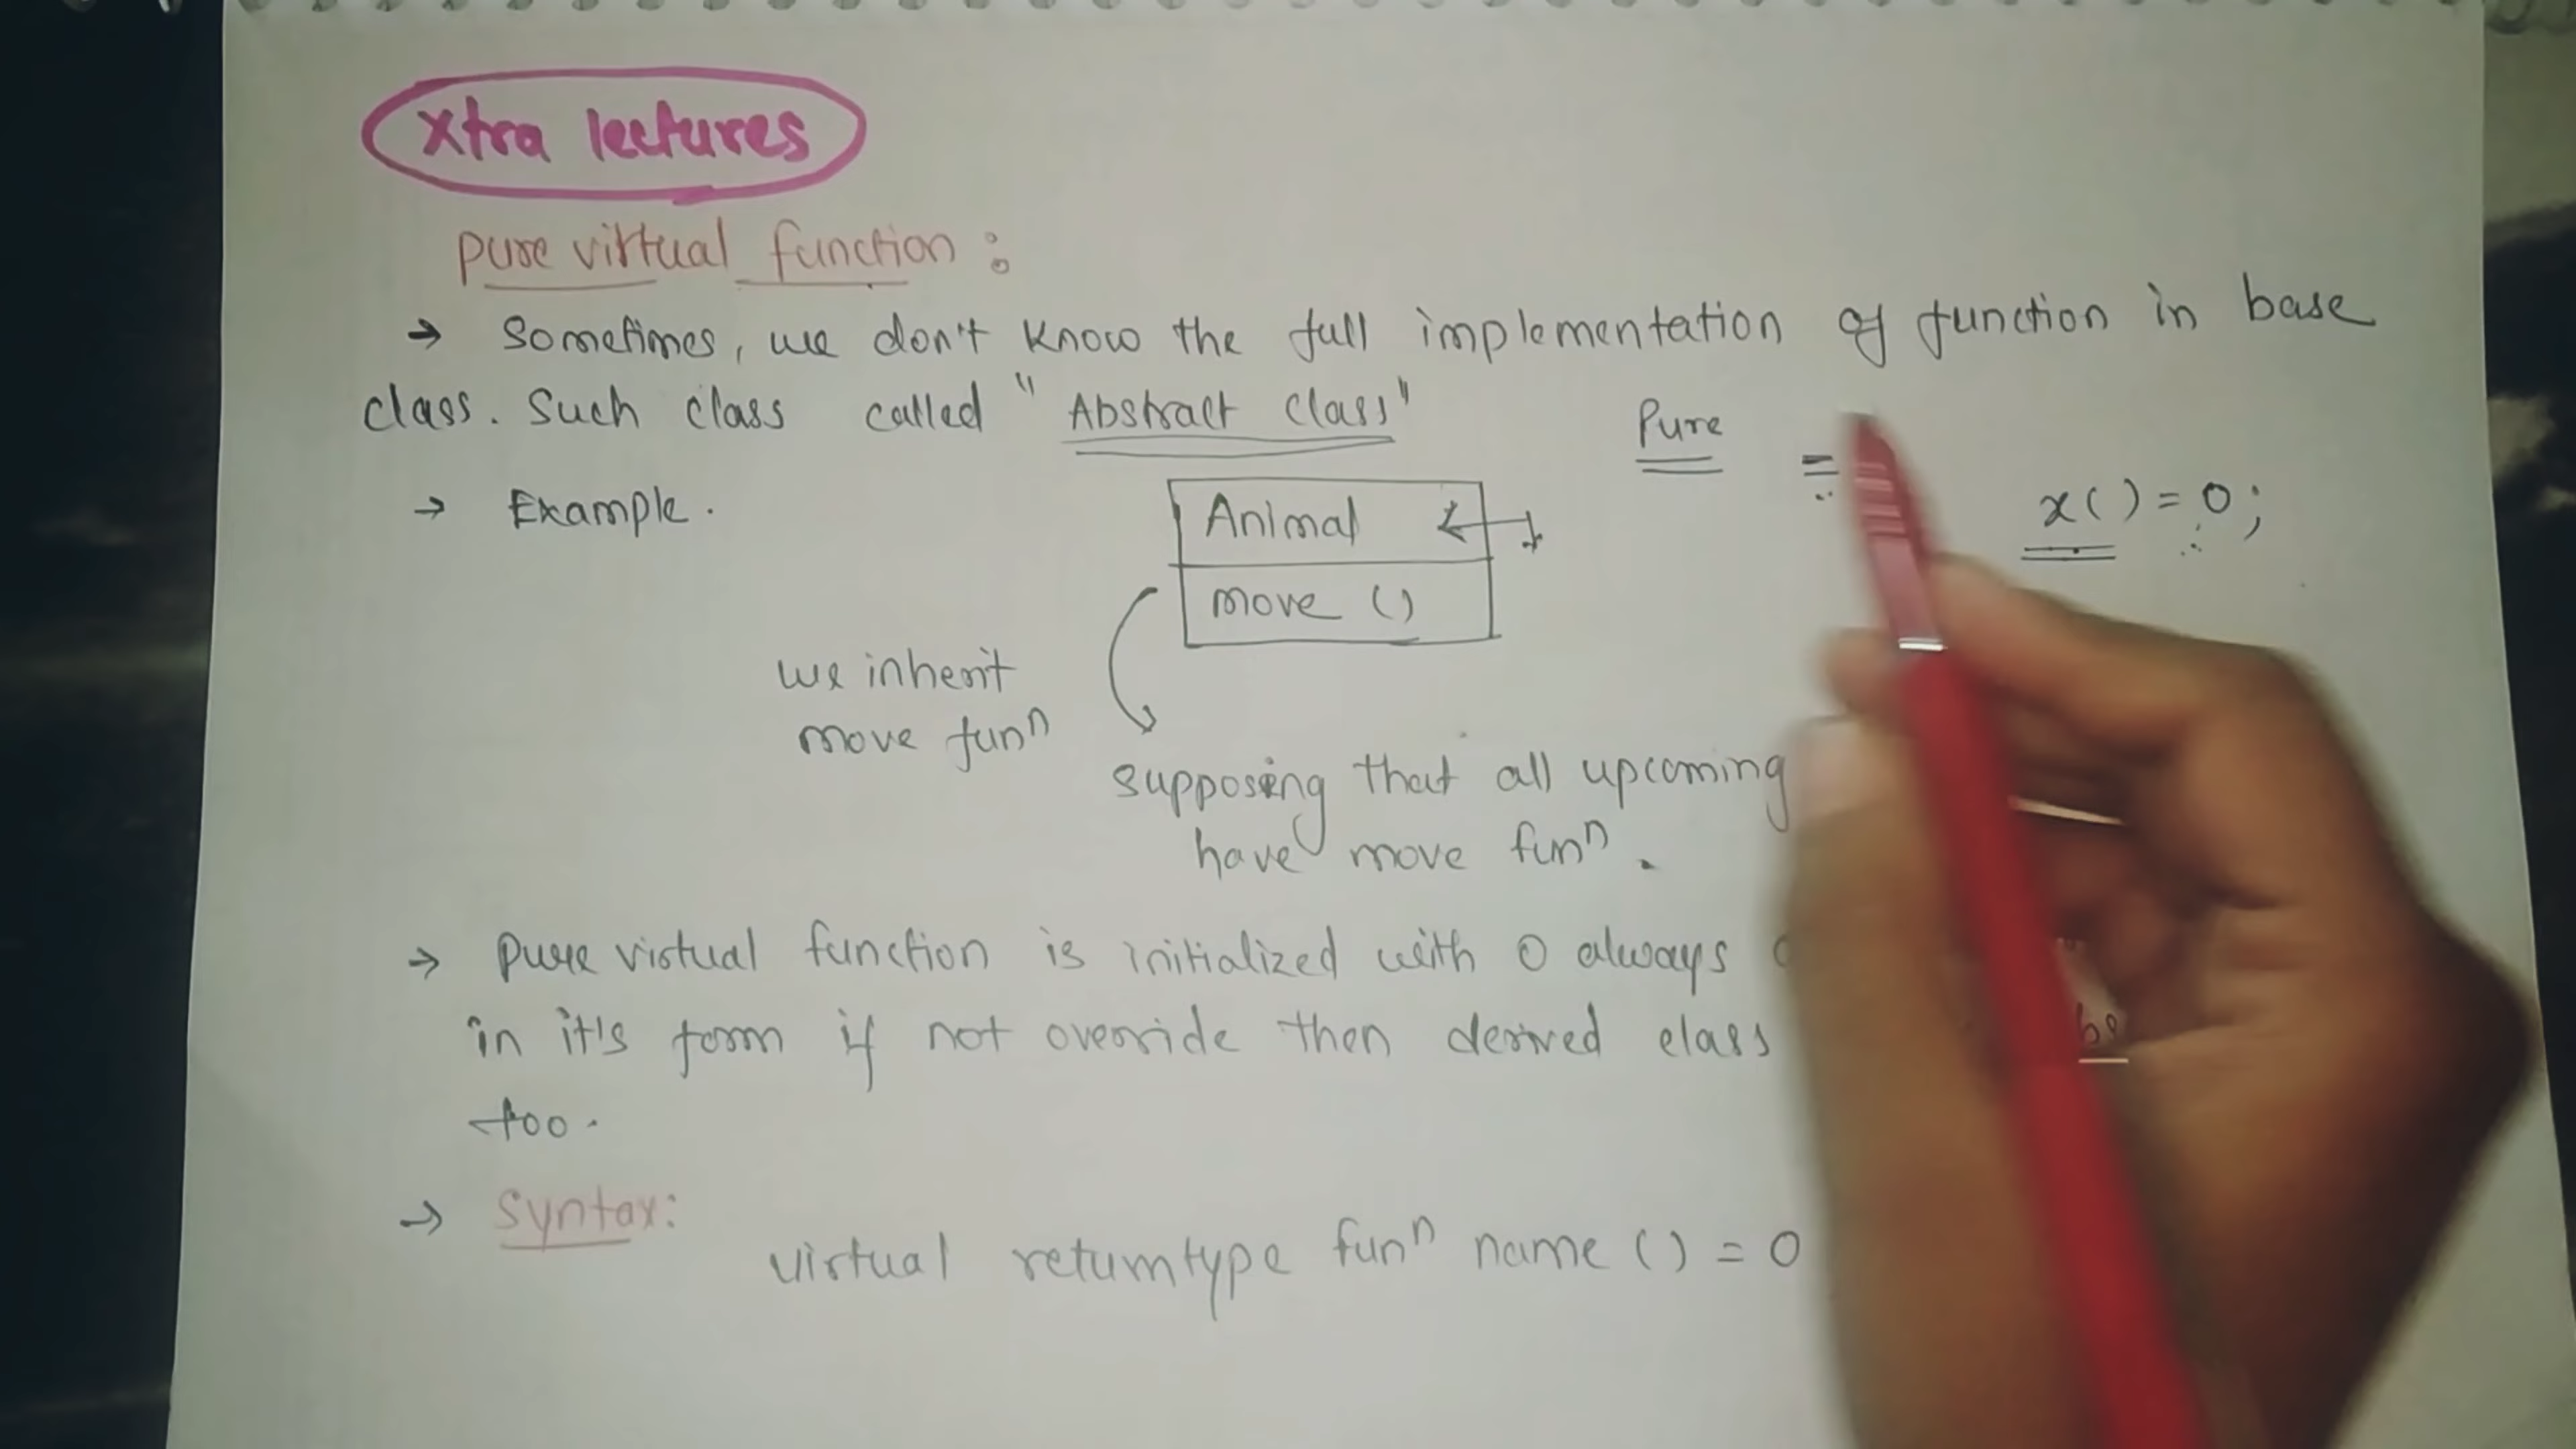 Xtra lectures
Pure virtual function :
→ Sometimes, we don't know the full implementation of function in base
class. Such class called "Abstract Class"
Pure =
→ Example.
Animal
x() = 0;
move ()
we inherit
move funⁿ
supposing that all upcoming
have move funⁿ.
→ pure virtual function is initialized with 0 always
in it's form if not override then derived class
too.
→ Syntax:
virtual returntype funⁿ name () = 0